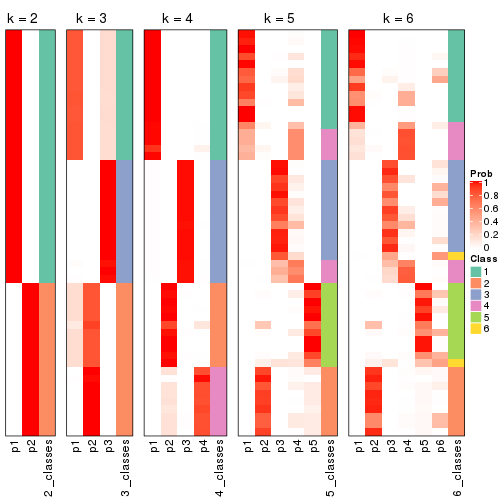 k = 2
k = 3
k = 4
k = 5
k = 6
p1
p2
2_classes
p1
p2
p3
3_classes
p1
p2
p3
p4
4_classes
p1
p2
p3
p4
p5
5_classes
p1
p2
p3
p4
p5
p6
6_classes
Prob
1
0.8
0.6
0.4
0.2
0
Class
1
2
3
4
5
6